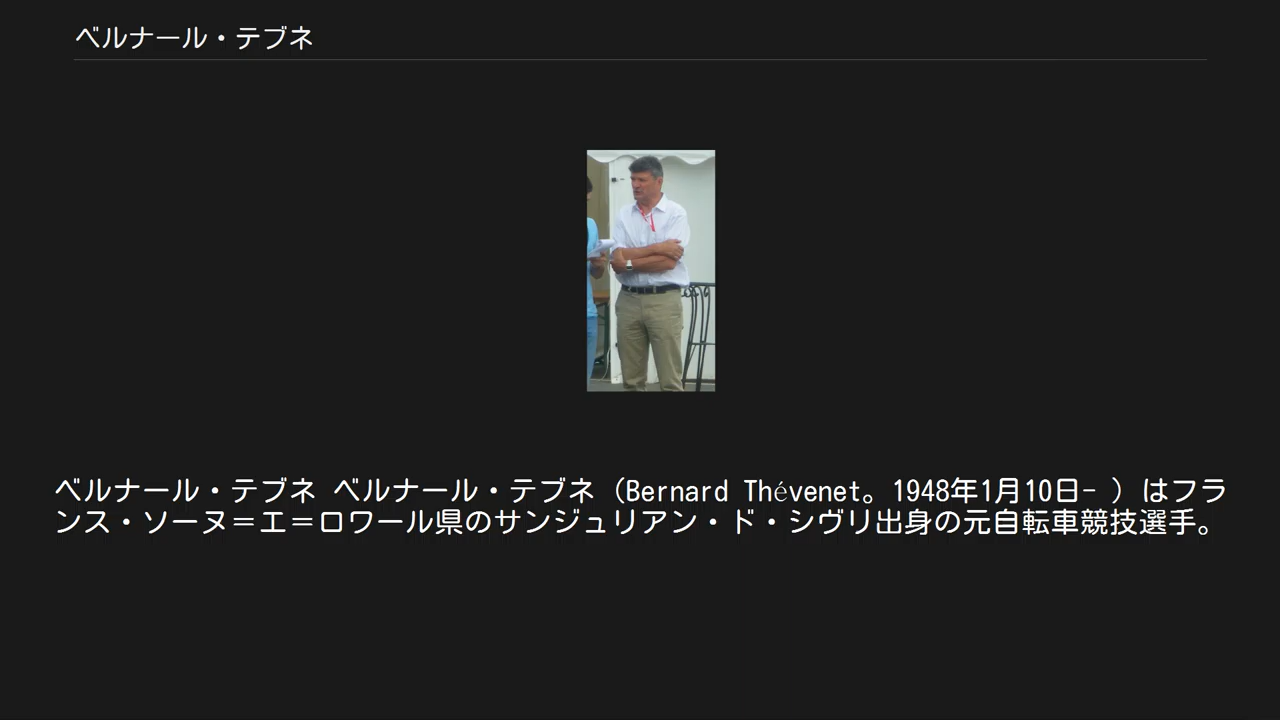 ベルナール・テブネ
ベルナール・テブネ ベルナール・テブネ（Bernard Thévenet。1948年1月10日- ）はフラ
ンス・ソーヌ＝エ＝ロワール県のサンジュリアン・ド・シヴリ出身の元自転車競技選手。